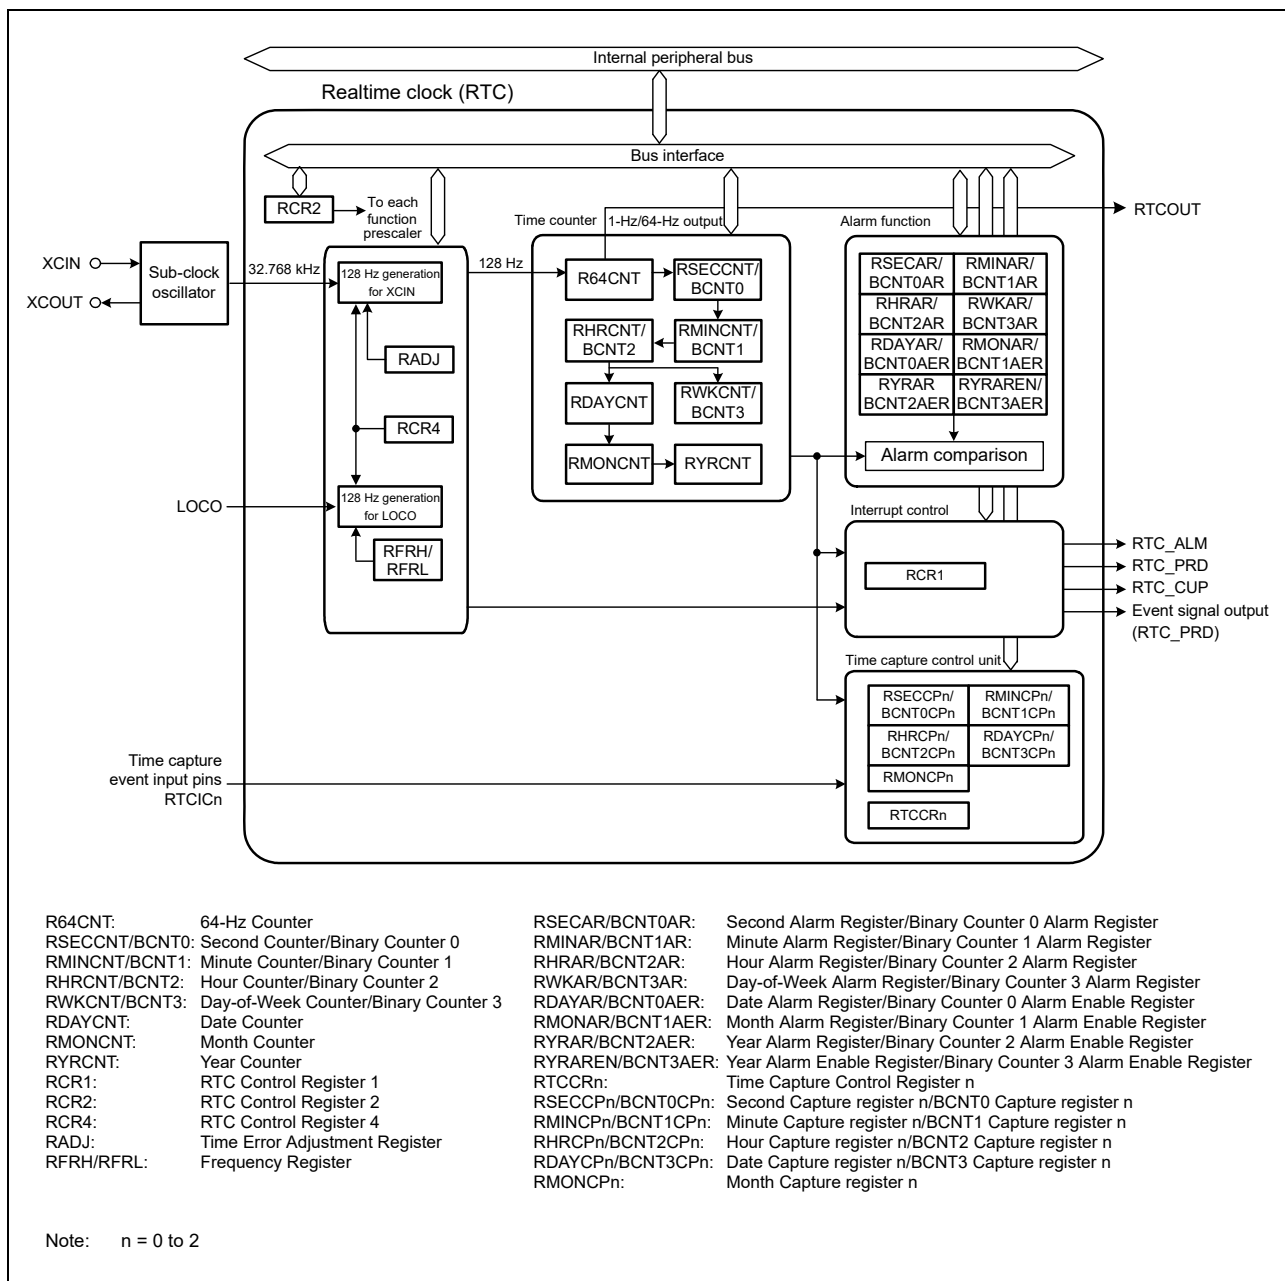 Internal peripheral bus
Realtime clock (RTC)
Bus interface
RCR2
To each
function
prescaler
Time counter
1-Hz/64-Hz output
Alarm function
RTCOUT
XCIN
XCOUT
Sub-clock
oscillator
32.768 kHz
128 Hz generation
for XCIN
128 Hz
R64CNT
RSECCNT/
BCNT0
RHRCNT/
BCNT2
RMINCNT/
BCNT1
RDAYCNT
RWKCNT/
BCNT3
RMONCNT
RYRCNT
RADJ
RCR4
LOCO
128 Hz generation
for LOCO
RFRH/
RFRL
RSECAR/
BCNT0AR
RMINAR/
BCNT1AR
RHRAR/
BCNT2AR
RWKAR/
BCNT3AR
RDAYAR/
BCNT0AER
RMONAR/
BCNT1AER
RYRAR
BCNT2AER
RYRAREN/
BCNT3AER
Alarm comparison
Interrupt control
RCR1
RTC_ALM
RTC_PRD
RTC_CUP
Event signal output
(RTC_PRD)
Time capture control unit
RSECCPn/
BCNT0CPn
RMINCPn/
BCNT1CPn
RHRCPn/
BCNT2CPn
RDAYCPn/
BCNT3CPn
RMONCPn
RTCCRn
Time capture
event input pins
RTCICn
R64CNT: 64-Hz Counter
RSECCNT/BCNT0: Second Counter/Binary Counter 0
RMINCNT/BCNT1: Minute Counter/Binary Counter 1
RHRCNT/BCNT2: Hour Counter/Binary Counter 2
RWKCNT/BCNT3: Day-of-Week Counter/Binary Counter 3
RDAYCNT: Date Counter
RMONCNT: Month Counter
RYRCNT: Year Counter
RCR1: RTC Control Register 1
RCR2: RTC Control Register 2
RCR4: RTC Control Register 4
RADJ: Time Error Adjustment Register
RFRH/RFRL: Frequency Register
RSECAR/BCNT0AR: Second Alarm Register/Binary Counter 0 Alarm Register
RMINAR/BCNT1AR: Minute Alarm Register/Binary Counter 1 Alarm Register
RHRAR/BCNT2AR: Hour Alarm Register/Binary Counter 2 Alarm Register
RWKAR/BCNT3AR: Day-of-Week Alarm Register/Binary Counter 3 Alarm Register
RDAYAR/BCNT0AER: Date Alarm Register/Binary Counter 0 Alarm Enable Register
RMONAR/BCNT1AER: Month Alarm Register/Binary Counter 1 Alarm Enable Register
RYRAR/BCNT2AER: Year Alarm Register/Binary Counter 2 Alarm Enable Register
RYRAREN/BCNT3AER: Year Alarm Enable Register/Binary Counter 3 Alarm Enable Register
RTCCRn: Time Capture Control Register n
RSECCPn/BCNT0CPn: Second Capture register n/BCNT0 Capture register n
RMINCPn/BCNT1CPn: Minute Capture register n/BCNT1 Capture register n
RHRCPn/BCNT2CPn: Hour Capture register n/BCNT2 Capture register n
RDAYCPn/BCNT3CPn: Date Capture register n/BCNT3 Capture register n
RMONCPn: Month Capture register n
Note: n = 0 to 2